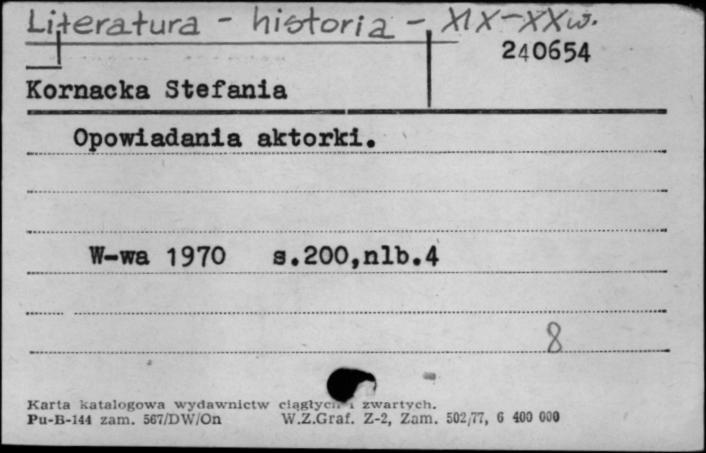 Literatura - historia - XIX-XXw.
240654
Kornacka Stefania
Opowiadania aktorki.
W-wa 1970 s.200,nlb.4
8
Karta katalogowa wydawnictw ciągłych i zwartych.
Pu-B-144 zam. 567/DW/On W.Z.Graf. Z-2, Zam. 502/77, 6 400 000